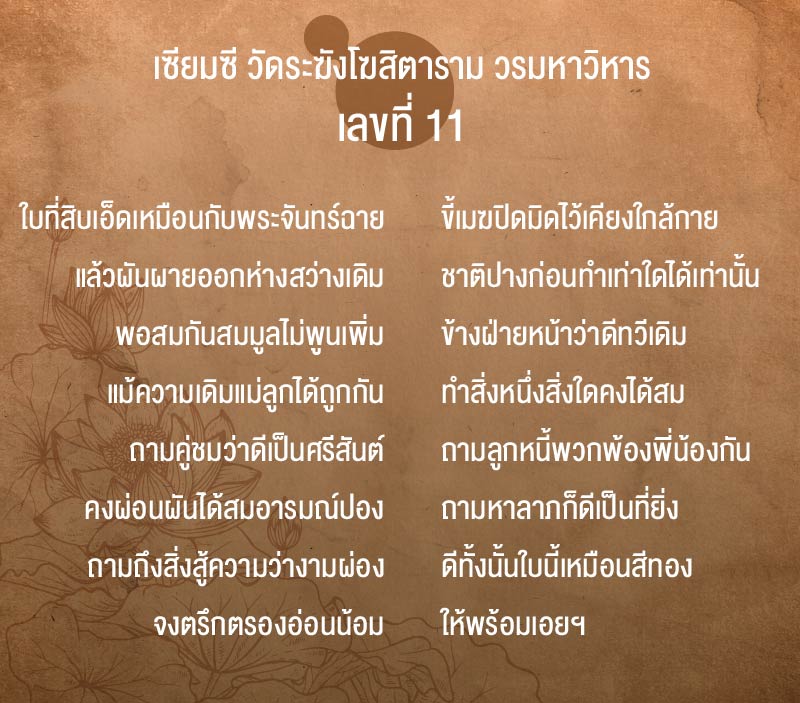 เซียมซี วัดระฆังโฆสิตาราม วรมหาวิหาร
เลขที่ 11
ใบที่สิบเอ็ดเหมือนกับพระจันทร์ฉาย ขี้เมฆปิดมิดไว้เคียงใกล้กาย
แล้วผันผายออกห่างสว่างเดิม ชาติปางก่อนทำเท่าใดได้เท่านั้น
พอสมกันสมมูลไม่พูนเพิ่ม ข้างฝ่ายหน้าว่าดีทวีเดิม
แม้ความเดิมแม่ลูกได้ถูกกัน ทำสิ่งหนึ่งสิ่งใดคงได้สม
ถามคู่ชมว่าดีเป็นศรีสันต์ ถามลูกหนี้พวกพ้องพี่น้องกัน
คงผ่อนผันได้สมอารมณ์ปอง ถามหาลาภก็ดีเป็นที่ยิ่ง
ถามถึงสิ่งสู้ความว่างามผ่อง ดีทั้งนั้นใบนี้เหมือนสีทอง
จงตรึกตรองอ่อนน้อม ให้พร้อมเอยฯ